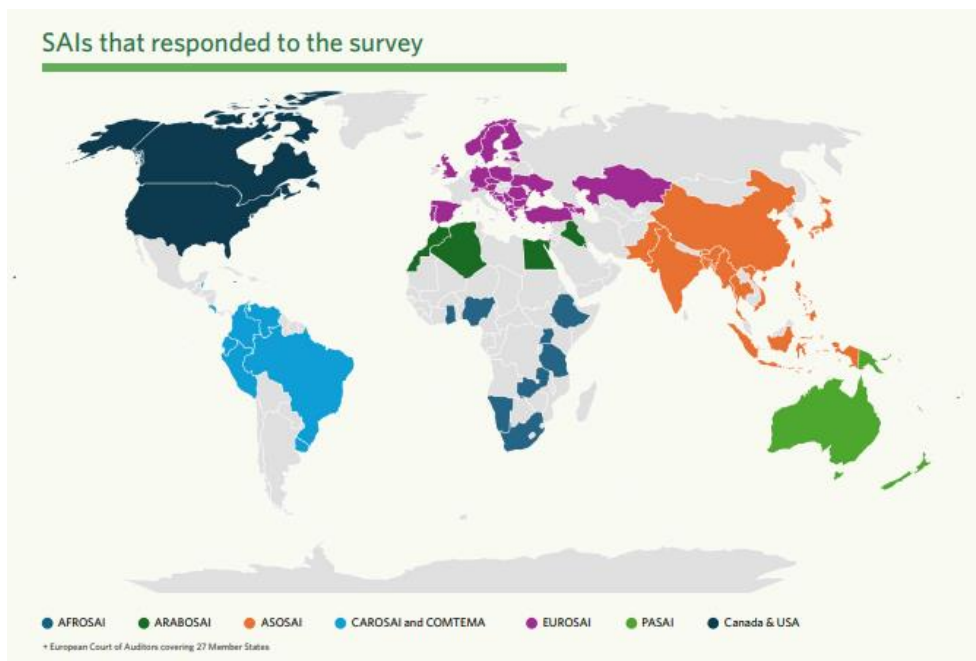 SAIs that responded to the survey
AFROSAI ARABOSAI ASOSAI CAROSAI and COMTEMA EUROSAI PASAI Canada & USA
+ European Court of Auditors covering 27 Member States